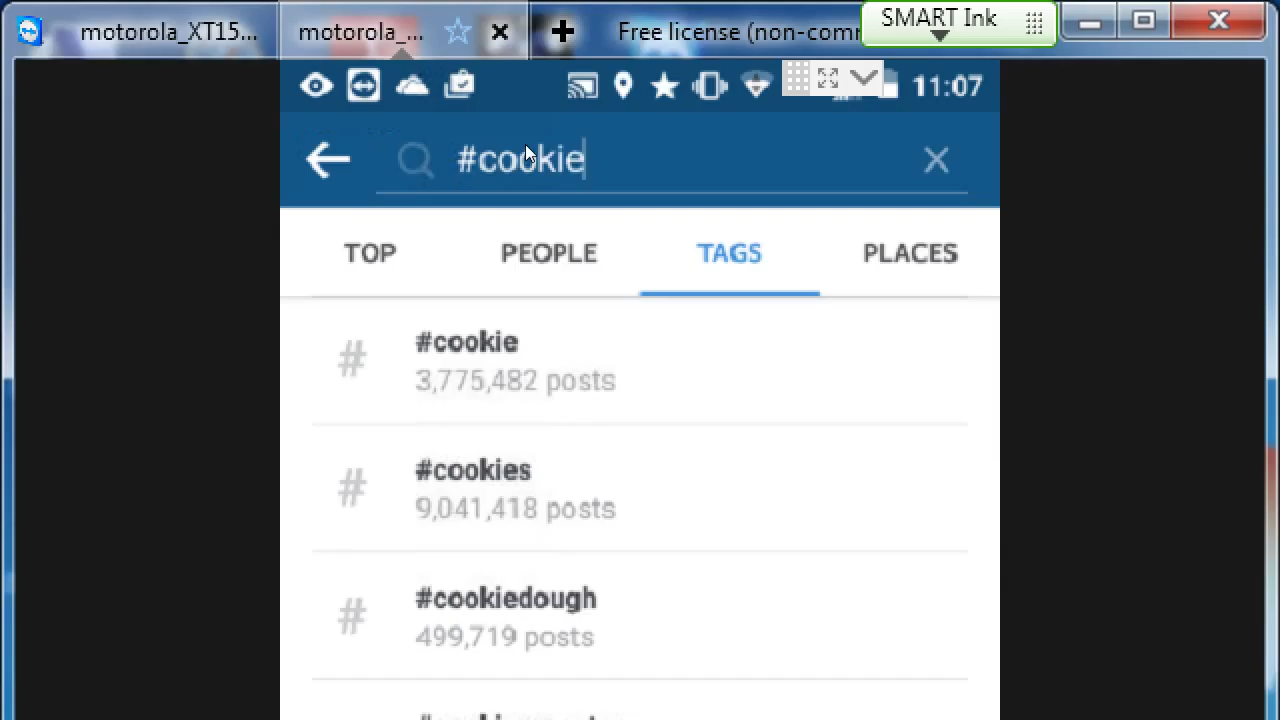 motorola_XT15...
motorola_...
Free license (non-com
SMART Ink
11:07
#cookie
TOP
PEOPLE
TAGS
PLACES
#
#cookie
3,775,482 posts
#
#cookies
9,041,418 posts
#
#cookiedough
499,719 posts